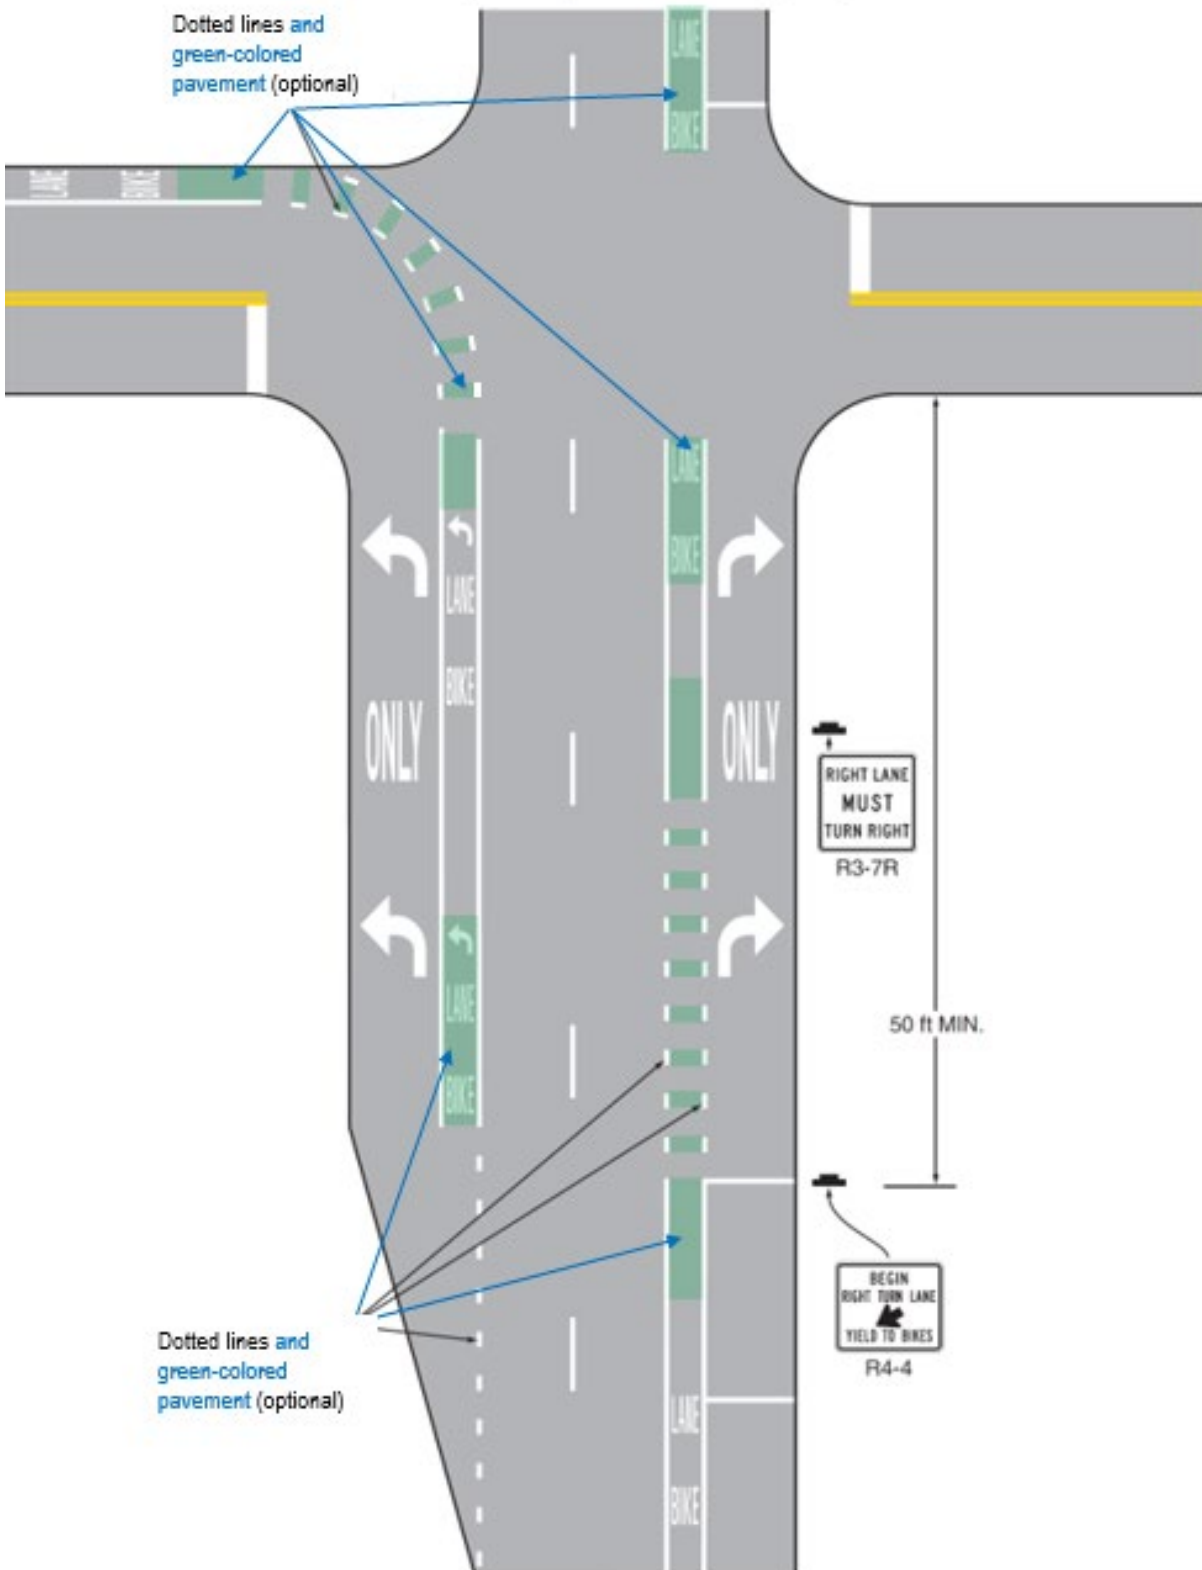 Dotted lines and
green-colored
pavement (optional)
LANE
BIKE
LANE
BIKE
LANE
BIKE
LANE
BIKE
ONLY
ONLY
RIGHT LANE
MUST
TURN RIGHT
R3-7R
LANE
BIKE
50 ft MIN.
BEGIN
RIGHT TURN LANE
YIELD TO BIKES
R4-4
Dotted lines and
green-colored
pavement (optional)
LANE
BIKE